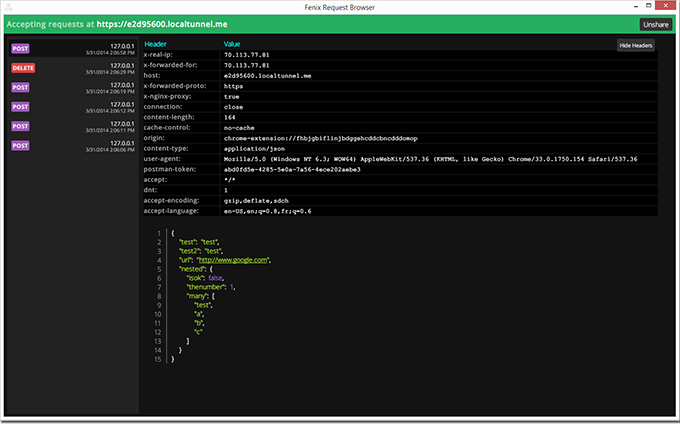 Fenix Request Browser
Accepting requests at https://e2d95600.localtunnel.me
Unshare
POST 127.0.0.1
3/31/2014 2:06:58 PM
DELETE 127.0.0.1
3/31/2014 2:06:29 PM
POST 127.0.0.1
3/31/2014 2:06:19 PM
POST 127.0.0.1
3/31/2014 2:06:12 PM
POST 127.0.0.1
3/31/2014 2:06:11 PM
POST 127.0.0.1
3/31/2014 2:06:06 PM
Header Value
Hide Headers
x-real-ip: 70.113.77.81
x-forwarded-for: 70.113.77.81
host: e2d95600.localtunnel.me
x-forwarded-proto: https
x-nginx-proxy: true
connection: close
content-length: 164
cache-control: no-cache
origin: chrome-extension://fhbjgbiflinjbdggehcddcbncdddomop
content-type: application/json
user-agent: Mozilla/5.0 (Windows NT 6.3; WOW64) AppleWebKit/537.36 (KHTML, like Gecko) Chrome/33.0.1750.154 Safari/537.36
postman-token: abd0fd5e-4285-5e0a-7a56-4ece202aebe3
accept: */*
dnt: 1
accept-encoding: gzip,deflate,sdch
accept-language: en-US,en;q=0.8,fr;q=0.6
1 {
2 "test": "test",
3 "test2": "test",
4 "url": "http://www.google.com",
5 "nested": {
6 "isok": false,
7 "thenumber": 1,
8 "many": [
9 "test",
10 "a",
11 "b",
12 "c"
13 ]
14 }
15 }